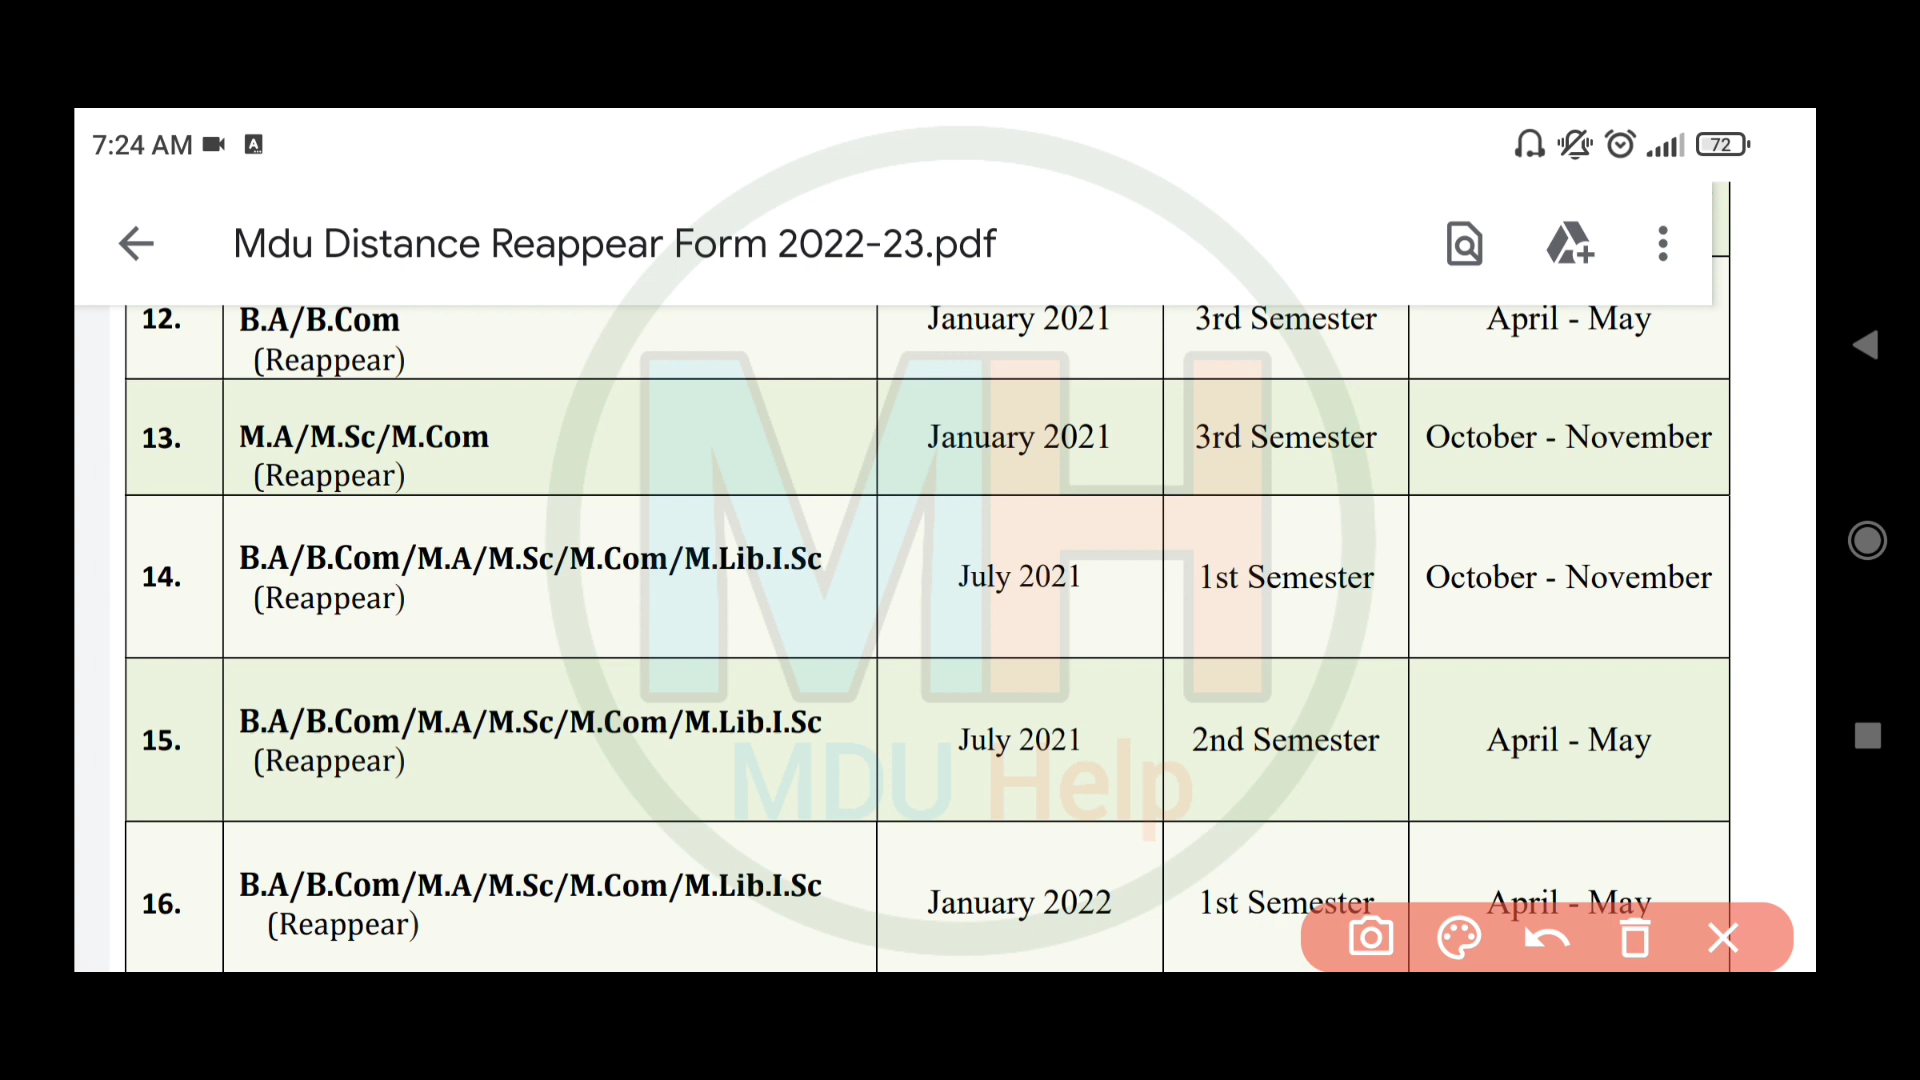 7:24 AM
72
Mdu Distance Reappear Form 2022-23.pdf
12. B.A/B.Com January 2021 3rd Semester April - May
(Reappear)
13. M.A/M.Sc/M.Com January 2021 3rd Semester October - November
(Reappear)
14. B.A/B.Com/M.A/M.Sc/M.Com/M.Lib.I.Sc July 2021 1st Semester October - November
(Reappear)
15. B.A/B.Com/M.A/M.Sc/M.Com/M.Lib.I.Sc July 2021 2nd Semester April - May
(Reappear)
16. B.A/B.Com/M.A/M.Sc/M.Com/M.Lib.I.Sc January 2022 1st Semester April - May
(Reappear)
MH
MDU Help